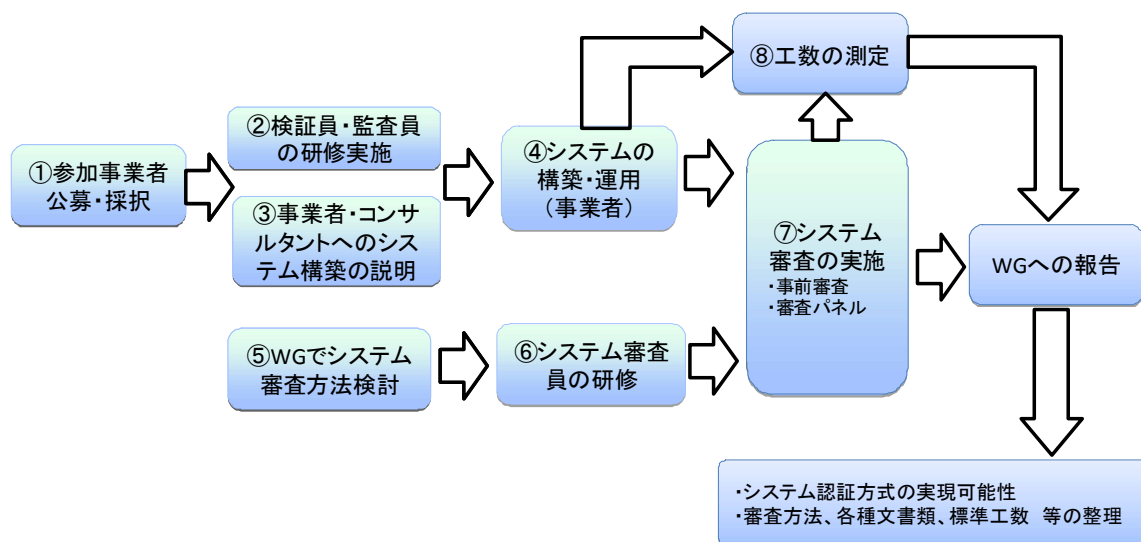 ①参加事業者
公募・採択
②検証員・監査員
の研修実施
③事業者・コンサ
ルタントへのシス
テム構築の説明
④システムの
構築・運用
（事業者）
⑤WGでシステム
審査方法検討
⑥システム審査
員の研修
⑦システム
審査の実施
・事前審査
・審査パネル
⑧工数の測定
WGへの報告
・システム認証方式の実現可能性
・審査方法、各種文書類、標準工数 等の整理